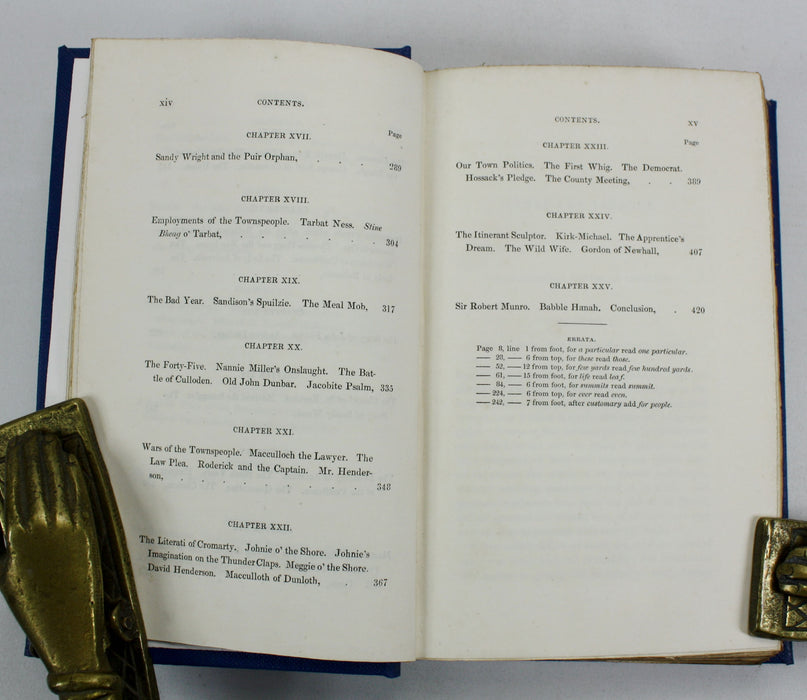 xiv CONTENTS.
CHAPTER XVII.
Page
Sandy Wright and the Puir Orphan, . . . 289
CHAPTER XVIII.
Employments of the Townspeople. Tarbat Ness. Stine
Bheag o' Tarbat, . . . . . . . 304
CHAPTER XIX.
The Bad Year. Sandison's Spuilzie. The Meal Mob, 317
CHAPTER XX.
The Forty-Five. Nannie Miller's Onslaught. The Bat-
tle of Culloden. Old John Dunbar. Jacobite Psalm, 335
CHAPTER XXI.
Wars of the Townspeople. Macculloch the Lawyer. The
Law Plea. Roderick and the Captain. Mr. Hender-
son, . . . . . . . . 348
CHAPTER XXII.
The Literati of Cromarty. Johnie o' the Shore. Johnie's
Imagination on the Thunder Claps. Meggie o' the Shore.
David Henderson. Macculloth of Dunloth, . 367
CONTENTS. xv
CHAPTER XXIII.
Page
Our Town Politics. The First Whig. The Democrat.
Hossack's Pledge. The County Meeting, . . 389
CHAPTER XXIV.
The Itinerant Sculptor. Kirk-Michael. The Apprentice's
Dream. The Wild Wife. Gordon of Newhall, 407
CHAPTER XXV.
Sir Robert Munro. Babble Hanah. Conclusion, . 420
ERRATA.
Page 8, line 1 from foot, for a particular read one particular.
— 23, — 6 from top, for these read those.
— 52, — 12 from top, for few yards read few hundred yards.
— 61, — 15 from foot, for life read leaf.
— 84, — 6 from foot, for summits read summit.
— 224, — 6 from top, for ever read even.
— 242, — 7 from foot, after customary add for people.